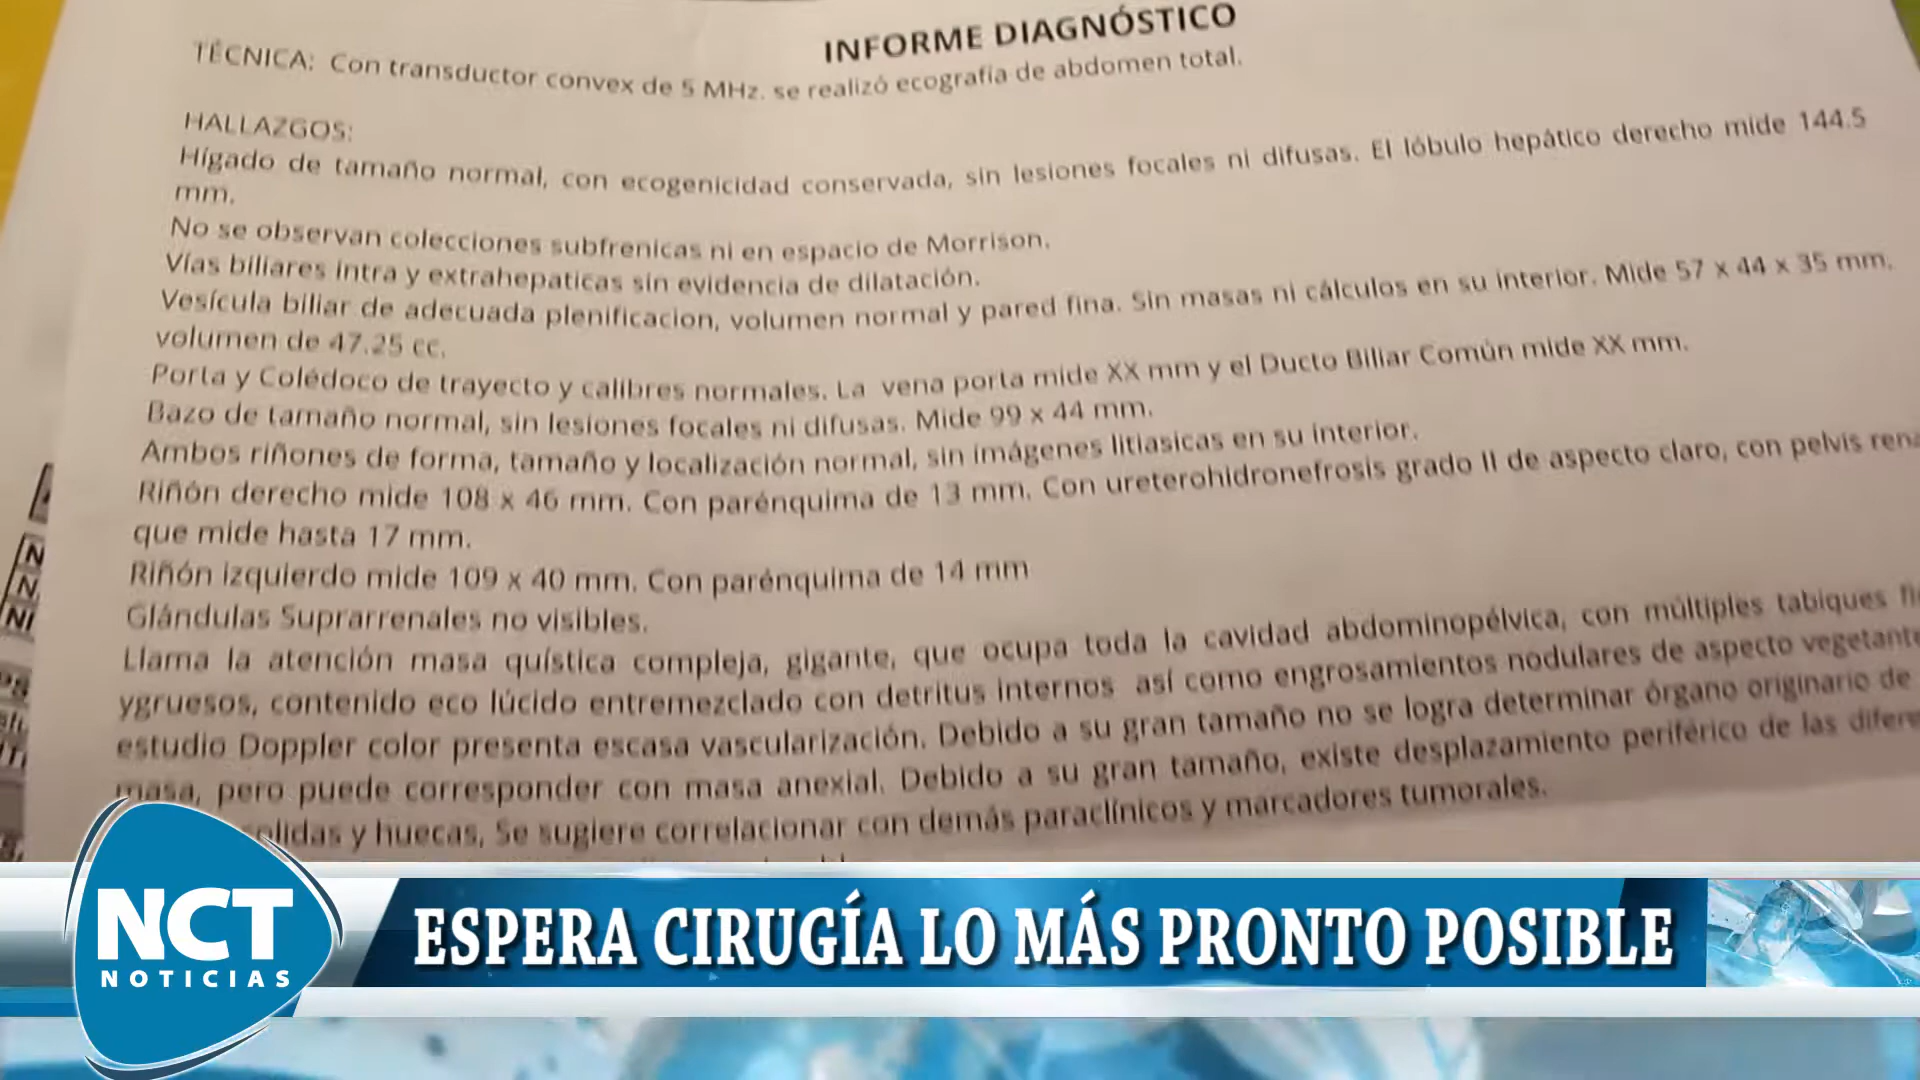 INFORME DIAGNÓSTICO
TÉCNICA: Con transductor convex de 5 MHz. se realizó ecografía de abdomen total.
HALLAZGOS:
Hígado de tamaño normal, con ecogenicidad conservada, sin lesiones focales ni difusas. El lóbulo hepático derecho mide 144.5
mm.
No se observan colecciones subfrenicas ni en espacio de Morrison.
Vías biliares intra y extrahepaticas sin evidencia de dilatación.
Vesícula biliar de adecuada plenificacion, volumen normal y pared fina. Sin masas ni cálculos en su interior. Mide 57 x 44 x 35 mm,
volumen de 47.25 cc.
Porta y Colédoco de trayecto y calibres normales. La vena porta mide XX mm y el Ducto Biliar Común mide XX mm.
Bazo de tamaño normal, sin lesiones focales ni difusas. Mide 99 x 44 mm.
Ambos riñones de forma, tamaño y localización normal, sin imágenes litiasicas en su interior.
Riñón derecho mide 108 x 46 mm. Con parénquima de 13 mm. Con ureterohidronefrosis grado II de aspecto claro, con pelvis rena
que mide hasta 17 mm.
Riñón izquierdo mide 109 x 40 mm. Con parénquima de 14 mm
Glándulas Suprarrenales no visibles.
Llama la atención masa quística compleja, gigante, que ocupa toda la cavidad abdominopélvica, con múltiples tabiques fi
ygruesos, contenido eco lúcido entremezclado con detritus internos así como engrosamientos nodulares de aspecto vegetante
estudio Doppler color presenta escasa vascularización. Debido a su gran tamaño no se logra determinar órgano originario de
masa, pero puede corresponder con masa anexial. Debido a su gran tamaño, existe desplazamiento periférico de las difere
solidas y huecas, Se sugiere correlacionar con demás paraclínicos y marcadores tumorales.
NCT
NOTICIAS
ESPERA CIRUGÍA LO MÁS PRONTO POSIBLE